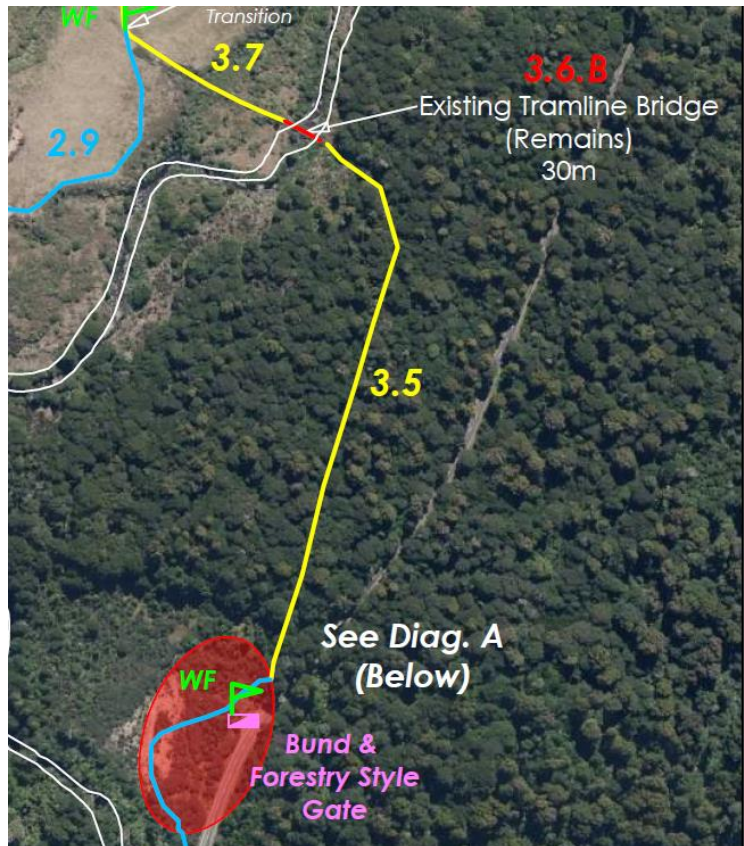 WF
Transition
3.7
3.6.B
Existing Tramline Bridge
(Remains)
30m
2.9
3.5
See Diag. A
(Below)
WF
Bund &
Forestry Style
Gate